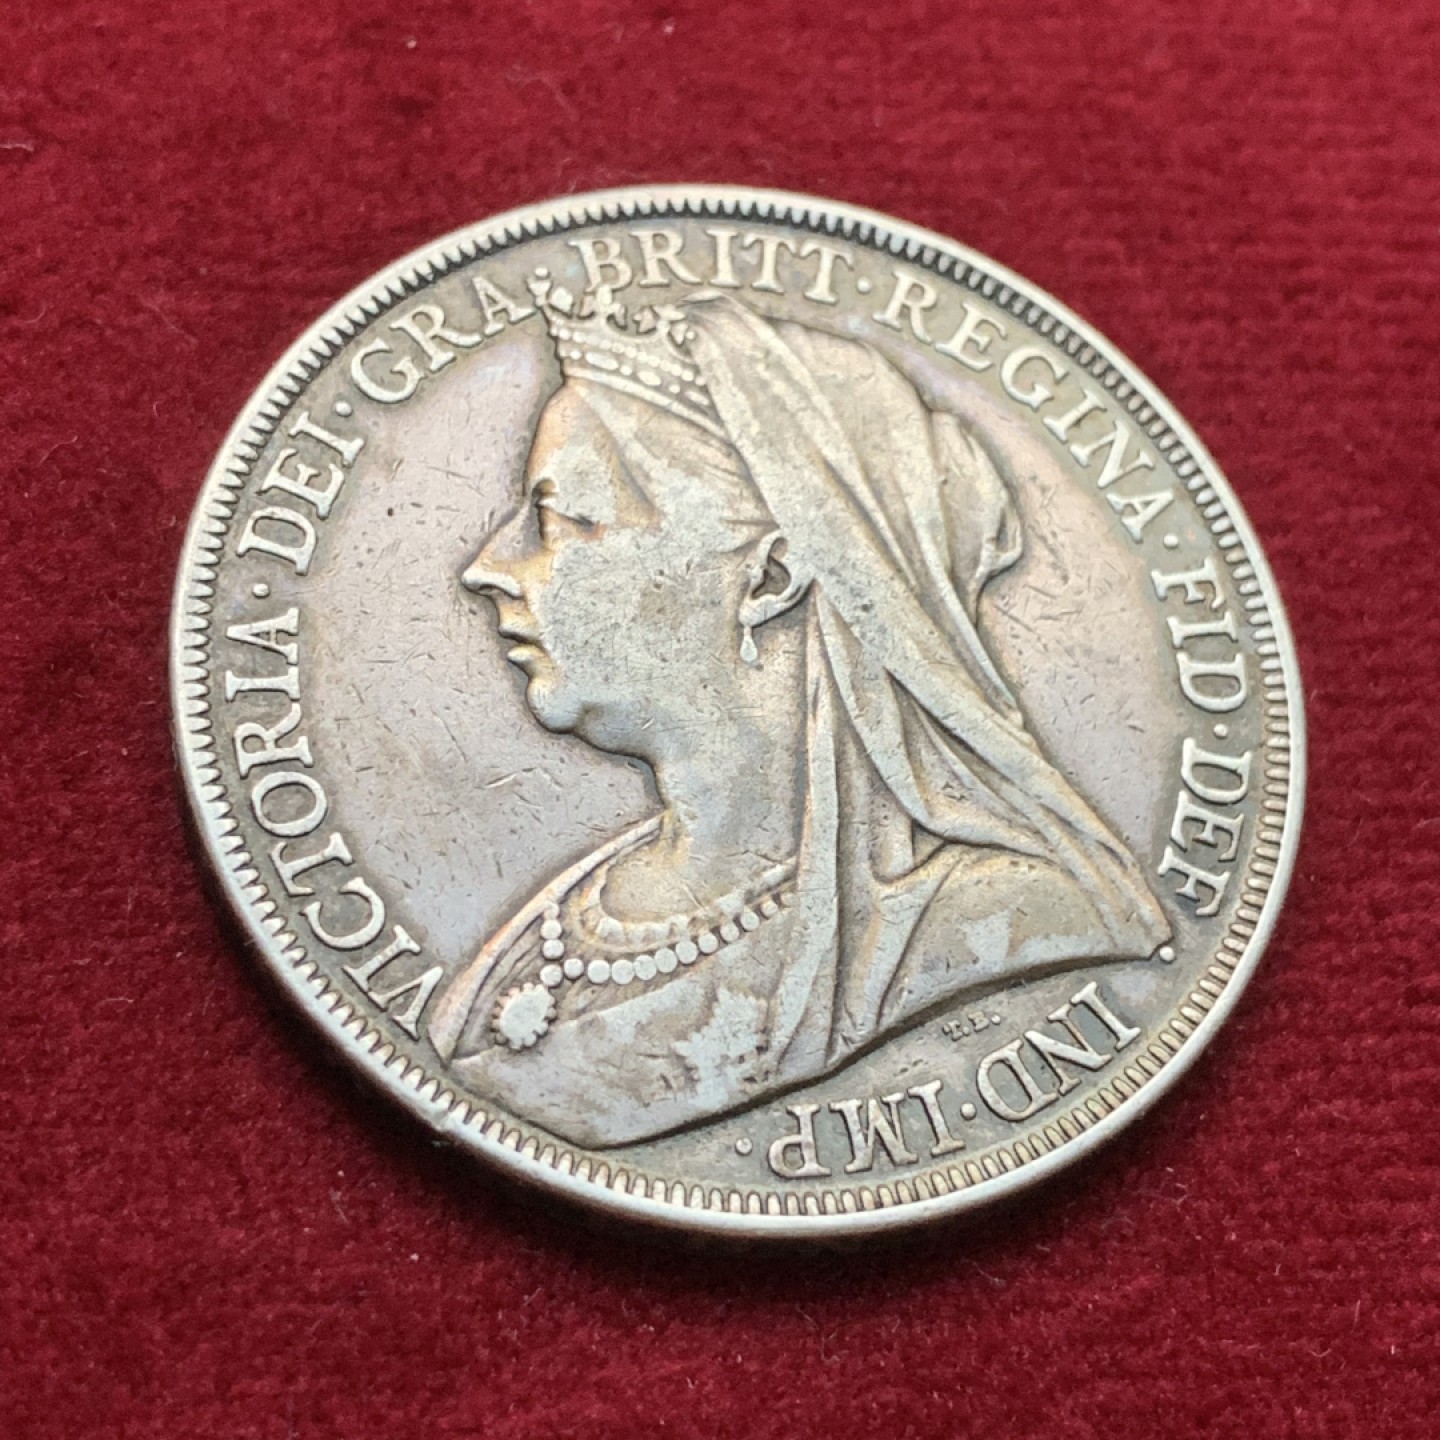 VICTORIA · DEI · GRA · BRITT · REGINA · FID · DEF · IND · IMP ·
T.B.